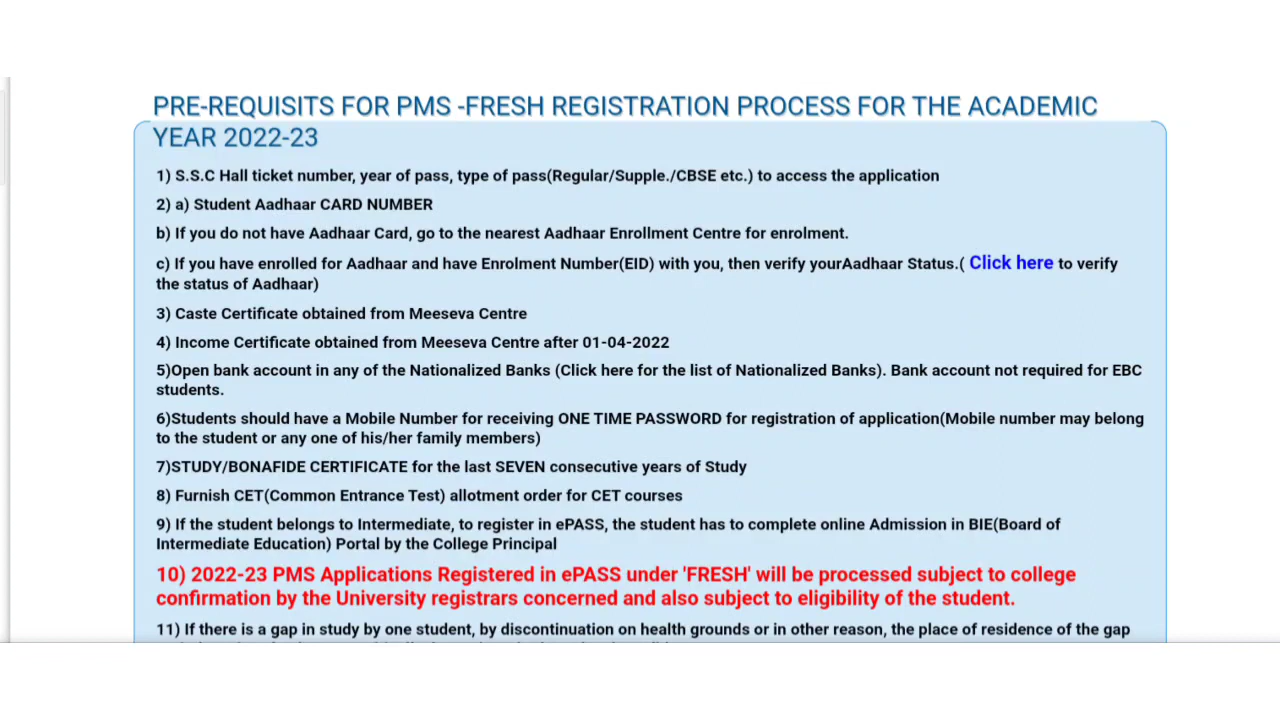 PRE-REQUISITS FOR PMS -FRESH REGISTRATION PROCESS FOR THE ACADEMIC
YEAR 2022-23
1) S.S.C Hall ticket number, year of pass, type of pass(Regular/Supple./CBSE etc.) to access the application
2) a) Student Aadhaar CARD NUMBER
b) If you do not have Aadhaar Card, go to the nearest Aadhaar Enrollment Centre for enrolment.
c) If you have enrolled for Aadhaar and have Enrolment Number(EID) with you, then verify yourAadhaar Status.( Click here to verify
the status of Aadhaar)
3) Caste Certificate obtained from Meeseva Centre
4) Income Certificate obtained from Meeseva Centre after 01-04-2022
5)Open bank account in any of the Nationalized Banks (Click here for the list of Nationalized Banks). Bank account not required for EBC
students.
6)Students should have a Mobile Number for receiving ONE TIME PASSWORD for registration of application(Mobile number may belong
to the student or any one of his/her family members)
7)STUDY/BONAFIDE CERTIFICATE for the last SEVEN consecutive years of Study
8) Furnish CET(Common Entrance Test) allotment order for CET courses
9) If the student belongs to Intermediate, to register in ePASS, the student has to complete online Admission in BIE(Board of
Intermediate Education) Portal by the College Principal
10) 2022-23 PMS Applications Registered in ePASS under 'FRESH' will be processed subject to college
confirmation by the University registrars concerned and also subject to eligibility of the student.
11) If there is a gap in study by one student, by discontinuation on health grounds or in other reason, the place of residence of the gap